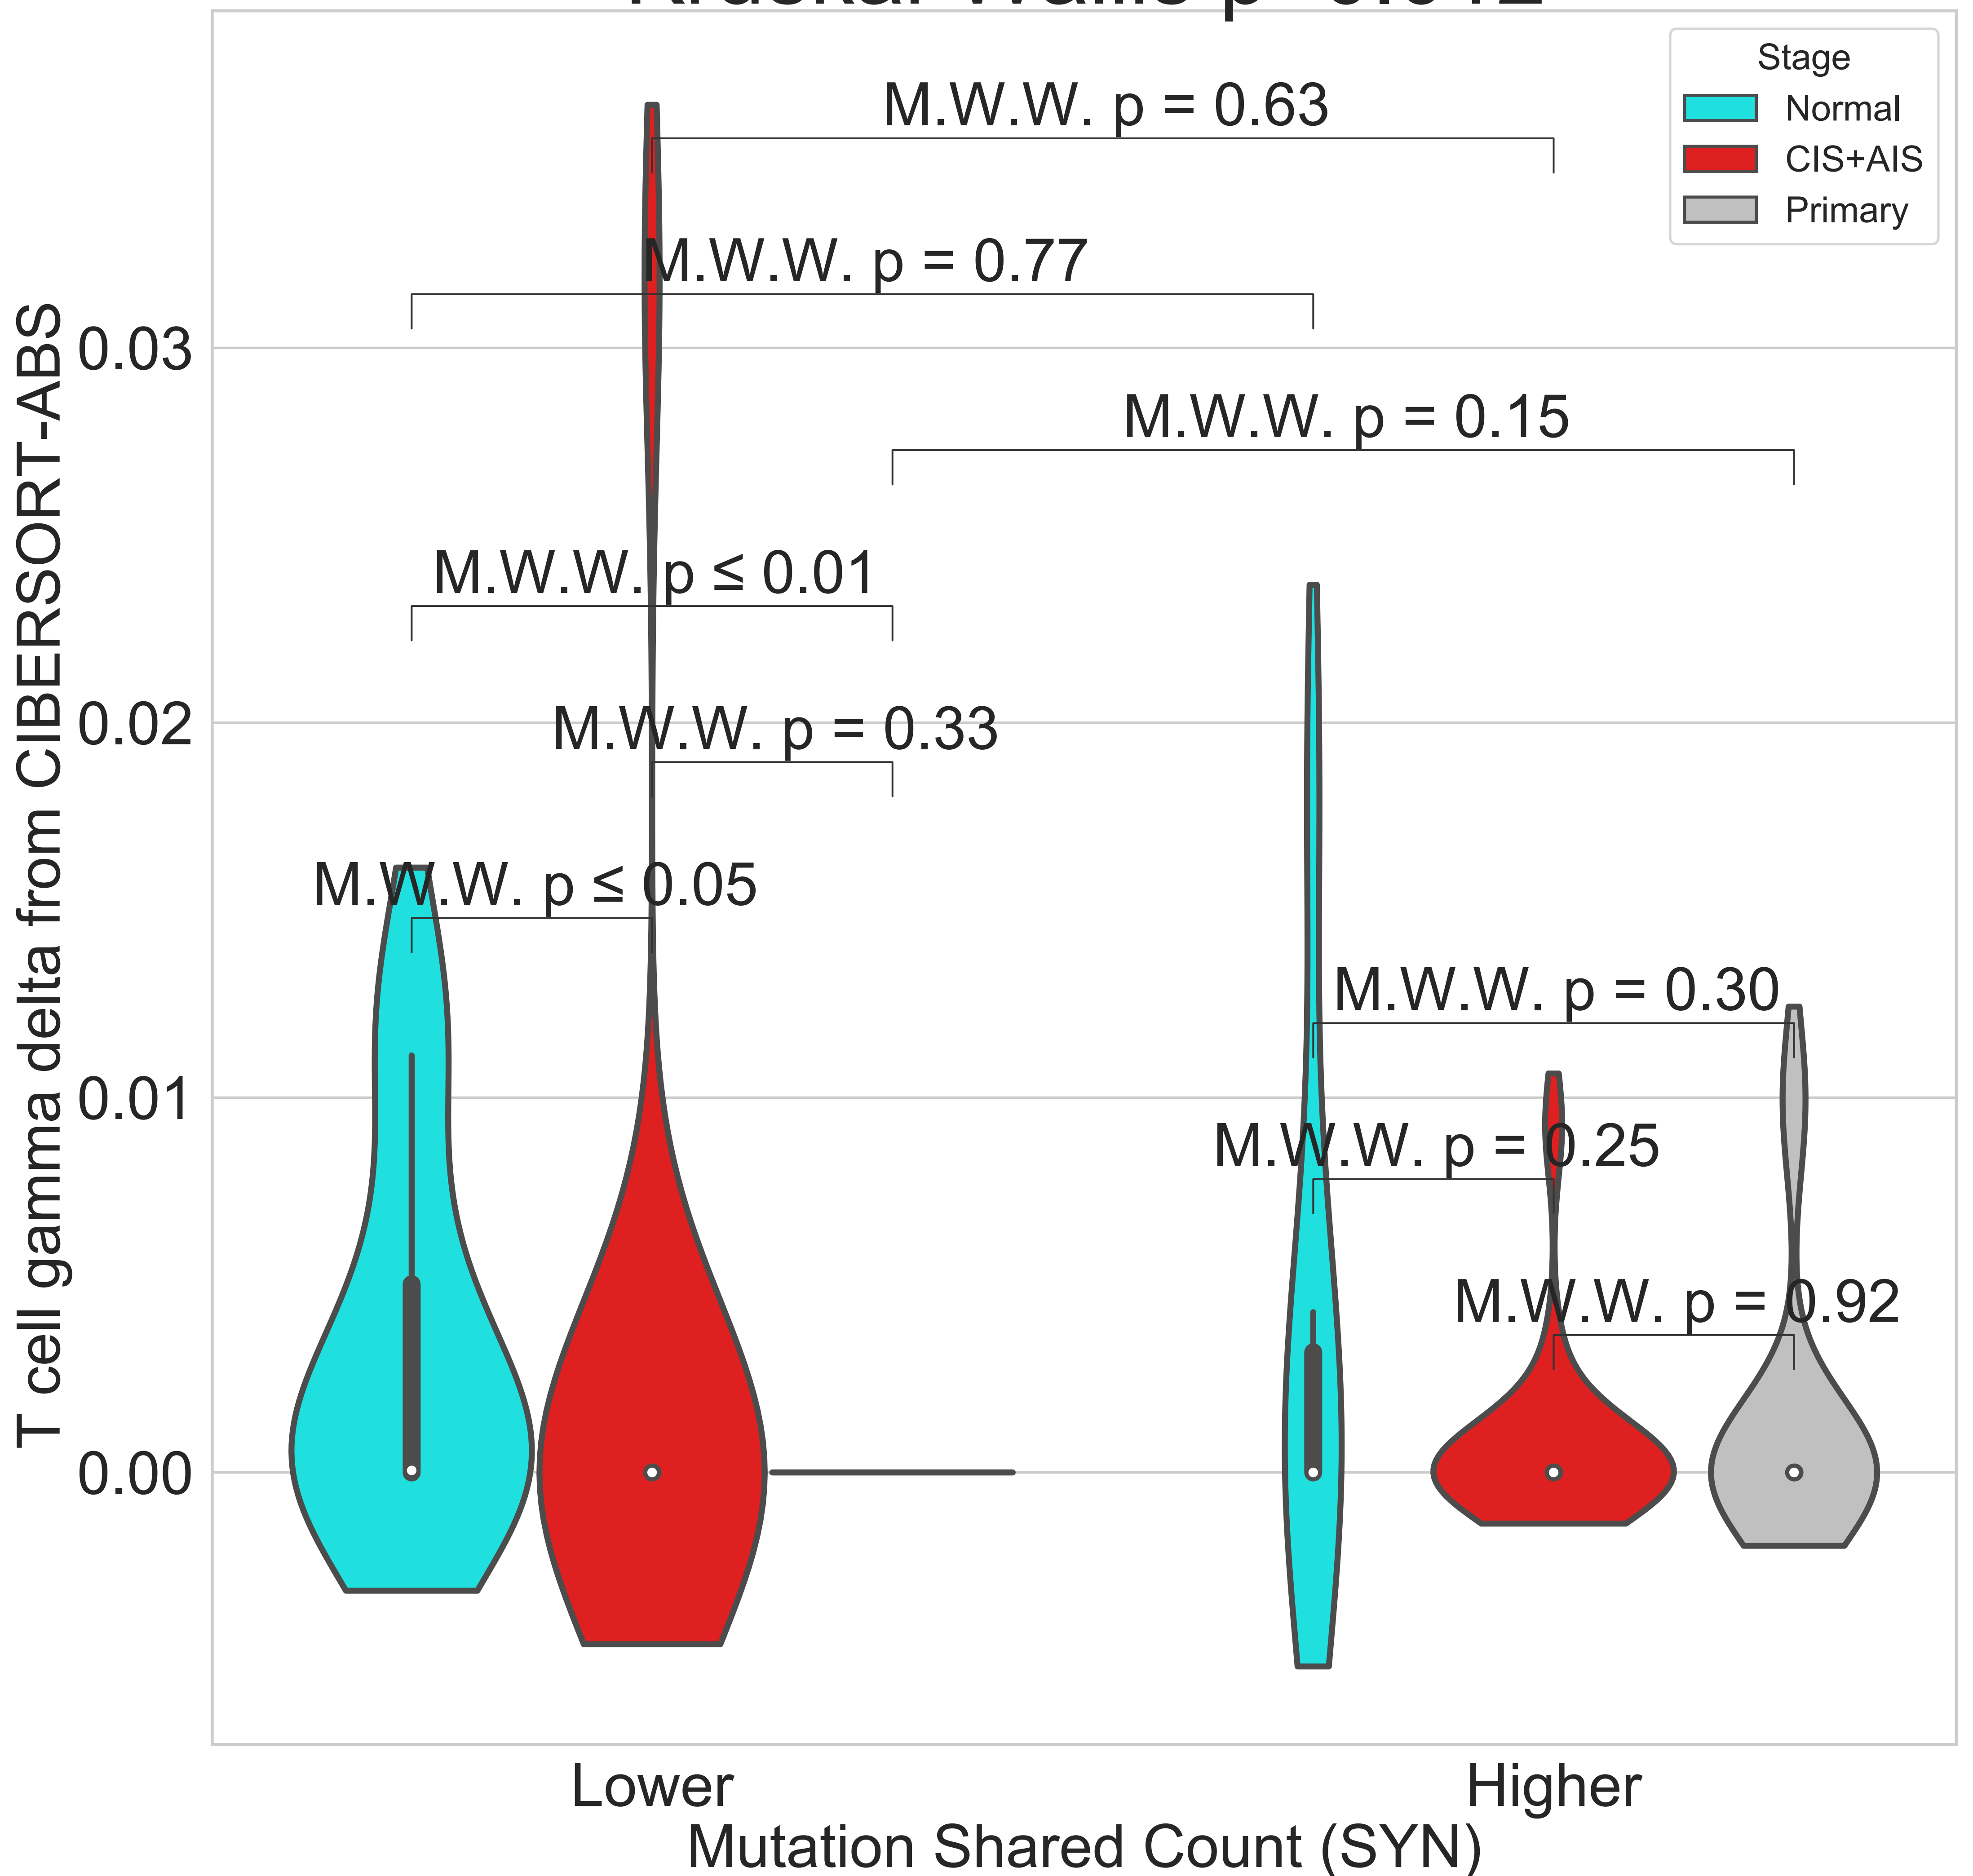 Stage
Normal
CIS+AIS
Primary
M.W.W. p = 0.63
M.W.W. p = 0.77
M.W.W. p = 0.15
M.W.W. p ≤ 0.01
M.W.W. p = 0.33
M.W.W. p ≤ 0.05
M.W.W. p = 0.30
M.W.W. p = 0.25
M.W.W. p = 0.92
T cell gamma delta from CIBERSORT-ABS
0.03
0.02
0.01
0.00
Lower
Higher
Mutation Shared Count (SYN)